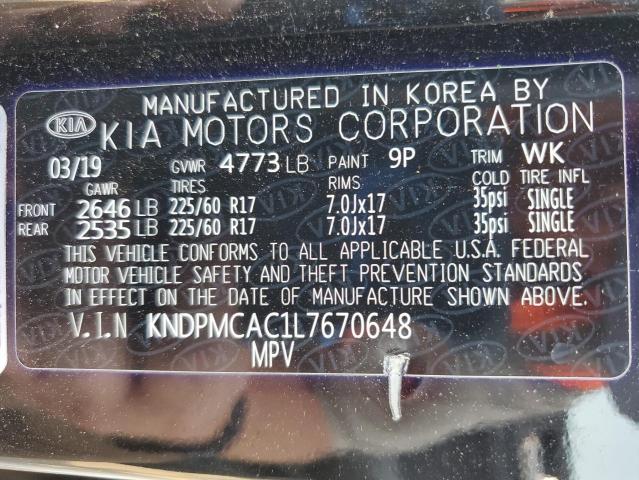 MANUFACTURED IN KOREA BY
KIA KIA MOTORS CORPORATION
03/19 GVWR 4773 LB PAINT 9P TRIM WK
GAWR TIRES RIMS COLD TIRE INFL
FRONT 2646 LB 225/60 R17 7.0Jx17 35psi SINGLE
REAR 2535 LB 225/60 R17 7.0Jx17 35psi SINGLE
THIS VEHICLE CONFORMS TO ALL APPLICABLE U.S.A. FEDERAL
MOTOR VEHICLE SAFETY AND THEFT PREVENTION STANDARDS
IN EFFECT ON THE DATE OF MANUFACTURE SHOWN ABOVE.
V.I.N KNDPMCAC1L7670648
MPV